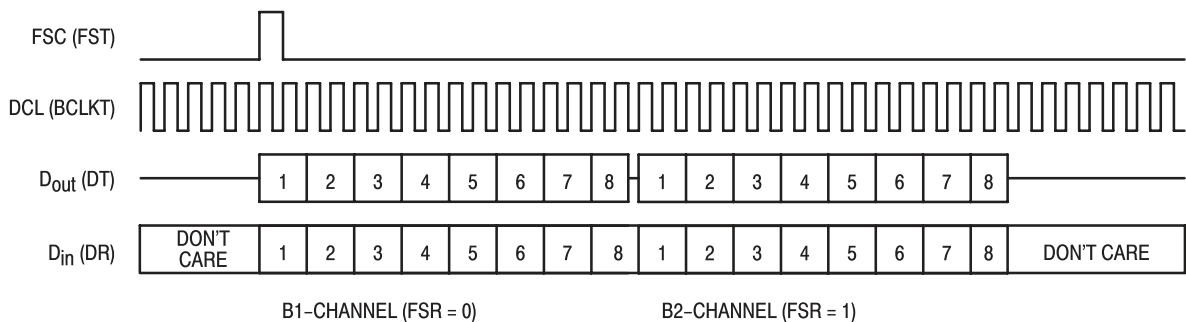 FSC (FST)
DCL (BCLKT)
Dout (DT) 1 2 3 4 5 6 7 8 1 2 3 4 5 6 7 8
Din (DR) DON'T CARE 1 2 3 4 5 6 7 8 1 2 3 4 5 6 7 8 DON'T CARE
B1–CHANNEL (FSR = 0) B2–CHANNEL (FSR = 1)